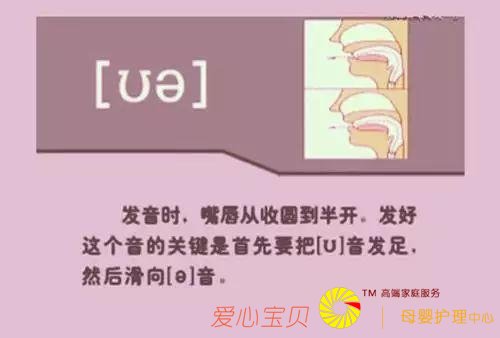 [ʊə]
发音时，嘴唇从收圆到半开。发好
这个音的关键是首先要把[ʊ]音发足，
然后滑向[ə]音。
爱心宝贝
TM 高端家庭服务
母婴护理中心